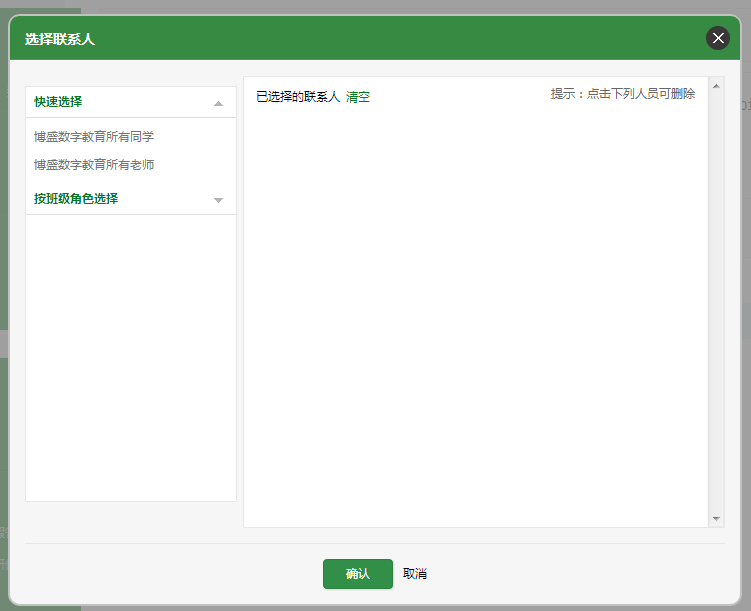 选择联系人
快速选择
博盛数字教育所有同学
博盛数字教育所有老师
按班级角色选择
已选择的联系人 清空
提示：点击下列人员可删除
确认 取消